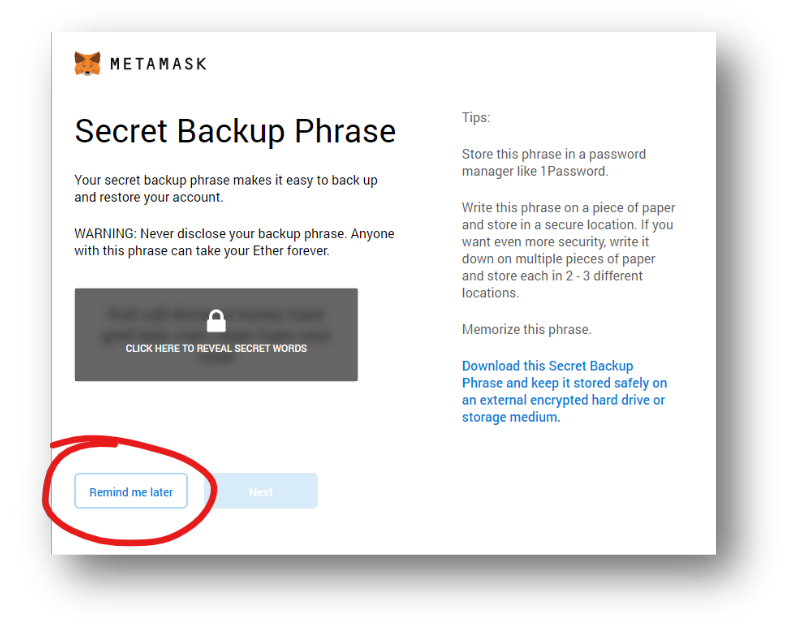 METAMASK
Secret Backup Phrase
Your secret backup phrase makes it easy to back up
and restore your account.
WARNING: Never disclose your backup phrase. Anyone
with this phrase can take your Ether forever.
CLICK HERE TO REVEAL SECRET WORDS
Remind me later
Next
Tips:
Store this phrase in a password
manager like 1Password.
Write this phrase on a piece of paper
and store in a secure location. If you
want even more security, write it
down on multiple pieces of paper
and store each in 2 - 3 different
locations.
Memorize this phrase.
Download this Secret Backup
Phrase and keep it stored safely on
an external encrypted hard drive or
storage medium.